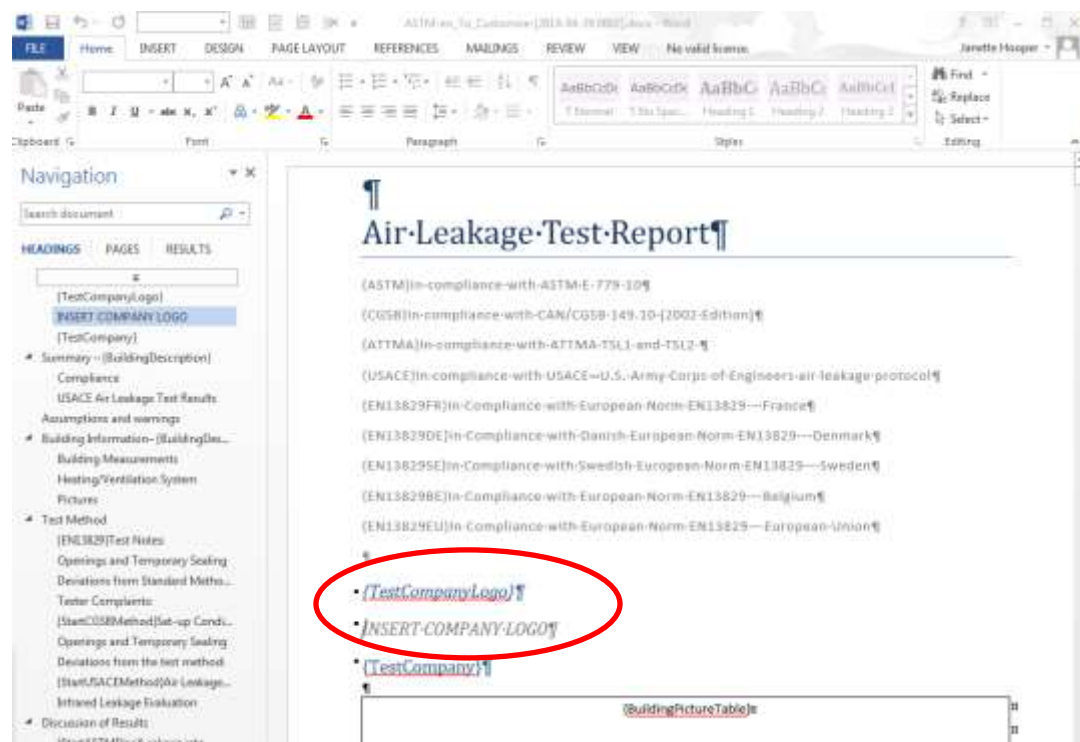 FILE Home INSERT DESIGN PAGE LAYOUT REFERENCES MAILINGS REVIEW VIEW No valid license. Janette Hooper
Paste
Find
Replace
Select
Clipboard Font Paragraph Styles Editing
Navigation
Search document
HEADINGS PAGES RESULTS
{TestCompanyLogo}
INSERT COMPANY LOGO
{TestCompany}
Summary – {BuildingDescription}
Compliance
USACE Air Leakage Test Results
Assumptions and warnings
Building Information– {BuildingDes...
Building Measurements
Heating/Ventilation System
Pictures
Test Method
{EN13829}Test Notes
Openings and Temporary Sealing
Deviations from Standard Metho...
Tester Complaints:
{StartCGSBMethod}Set-up Condi...
Openings and Temporary Sealing
Deviations from the test method
{StartUSACEMethod}Air Leakage...
Infrared Leakage Evaluation
Discussion of Results
¶
Air·Leakage·Test·Report¶
{ASTM}In·compliance·with·ASTM·E·779·10¶
{CGSB}In·compliance·with·CAN/CGSB·149.10·(2002·Edition)¶
{ATTMA}In·compliance·with·ATTMA·TSL1·and·TSL2·¶
{USACE}In·compliance·with·USACE—U.S.·Army·Corps·of·Engineers·air·leakage·protocol¶
{EN13829FR}In·Compliance·with·European·Norm·EN13829·—·France¶
{EN13829DE}In·Compliance·with·Danish·European·Norm·EN13829·—·Denmark¶
{EN13829SE}In·Compliance·with·Swedish·European·Norm·EN13829·—·Sweden¶
{EN13829BE}In·Compliance·with·European·Norm·EN13829·—·Belgium¶
{EN13829EU}In·Compliance·with·European·Norm·EN13829·—·European·Union¶
¶
{TestCompanyLogo}¶
INSERT·COMPANY·LOGO¶
{TestCompany}¶
¶
{BuildingPictureTable}¤